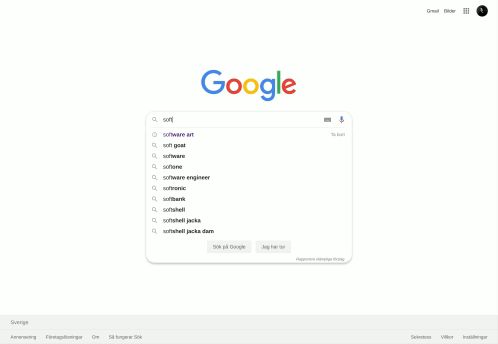 Gmail Bilder
Google
soft
software art Ta bort
soft goat
software
softone
software engineer
softronic
softbank
softshell
softshell jacka
softshell jacka dam
Sök på Google Jag har tur
Rapportera olämpliga förslag
Sverige
Annonsering Företagslösningar Om Så fungerar Sök Sekretess Villkor Inställningar